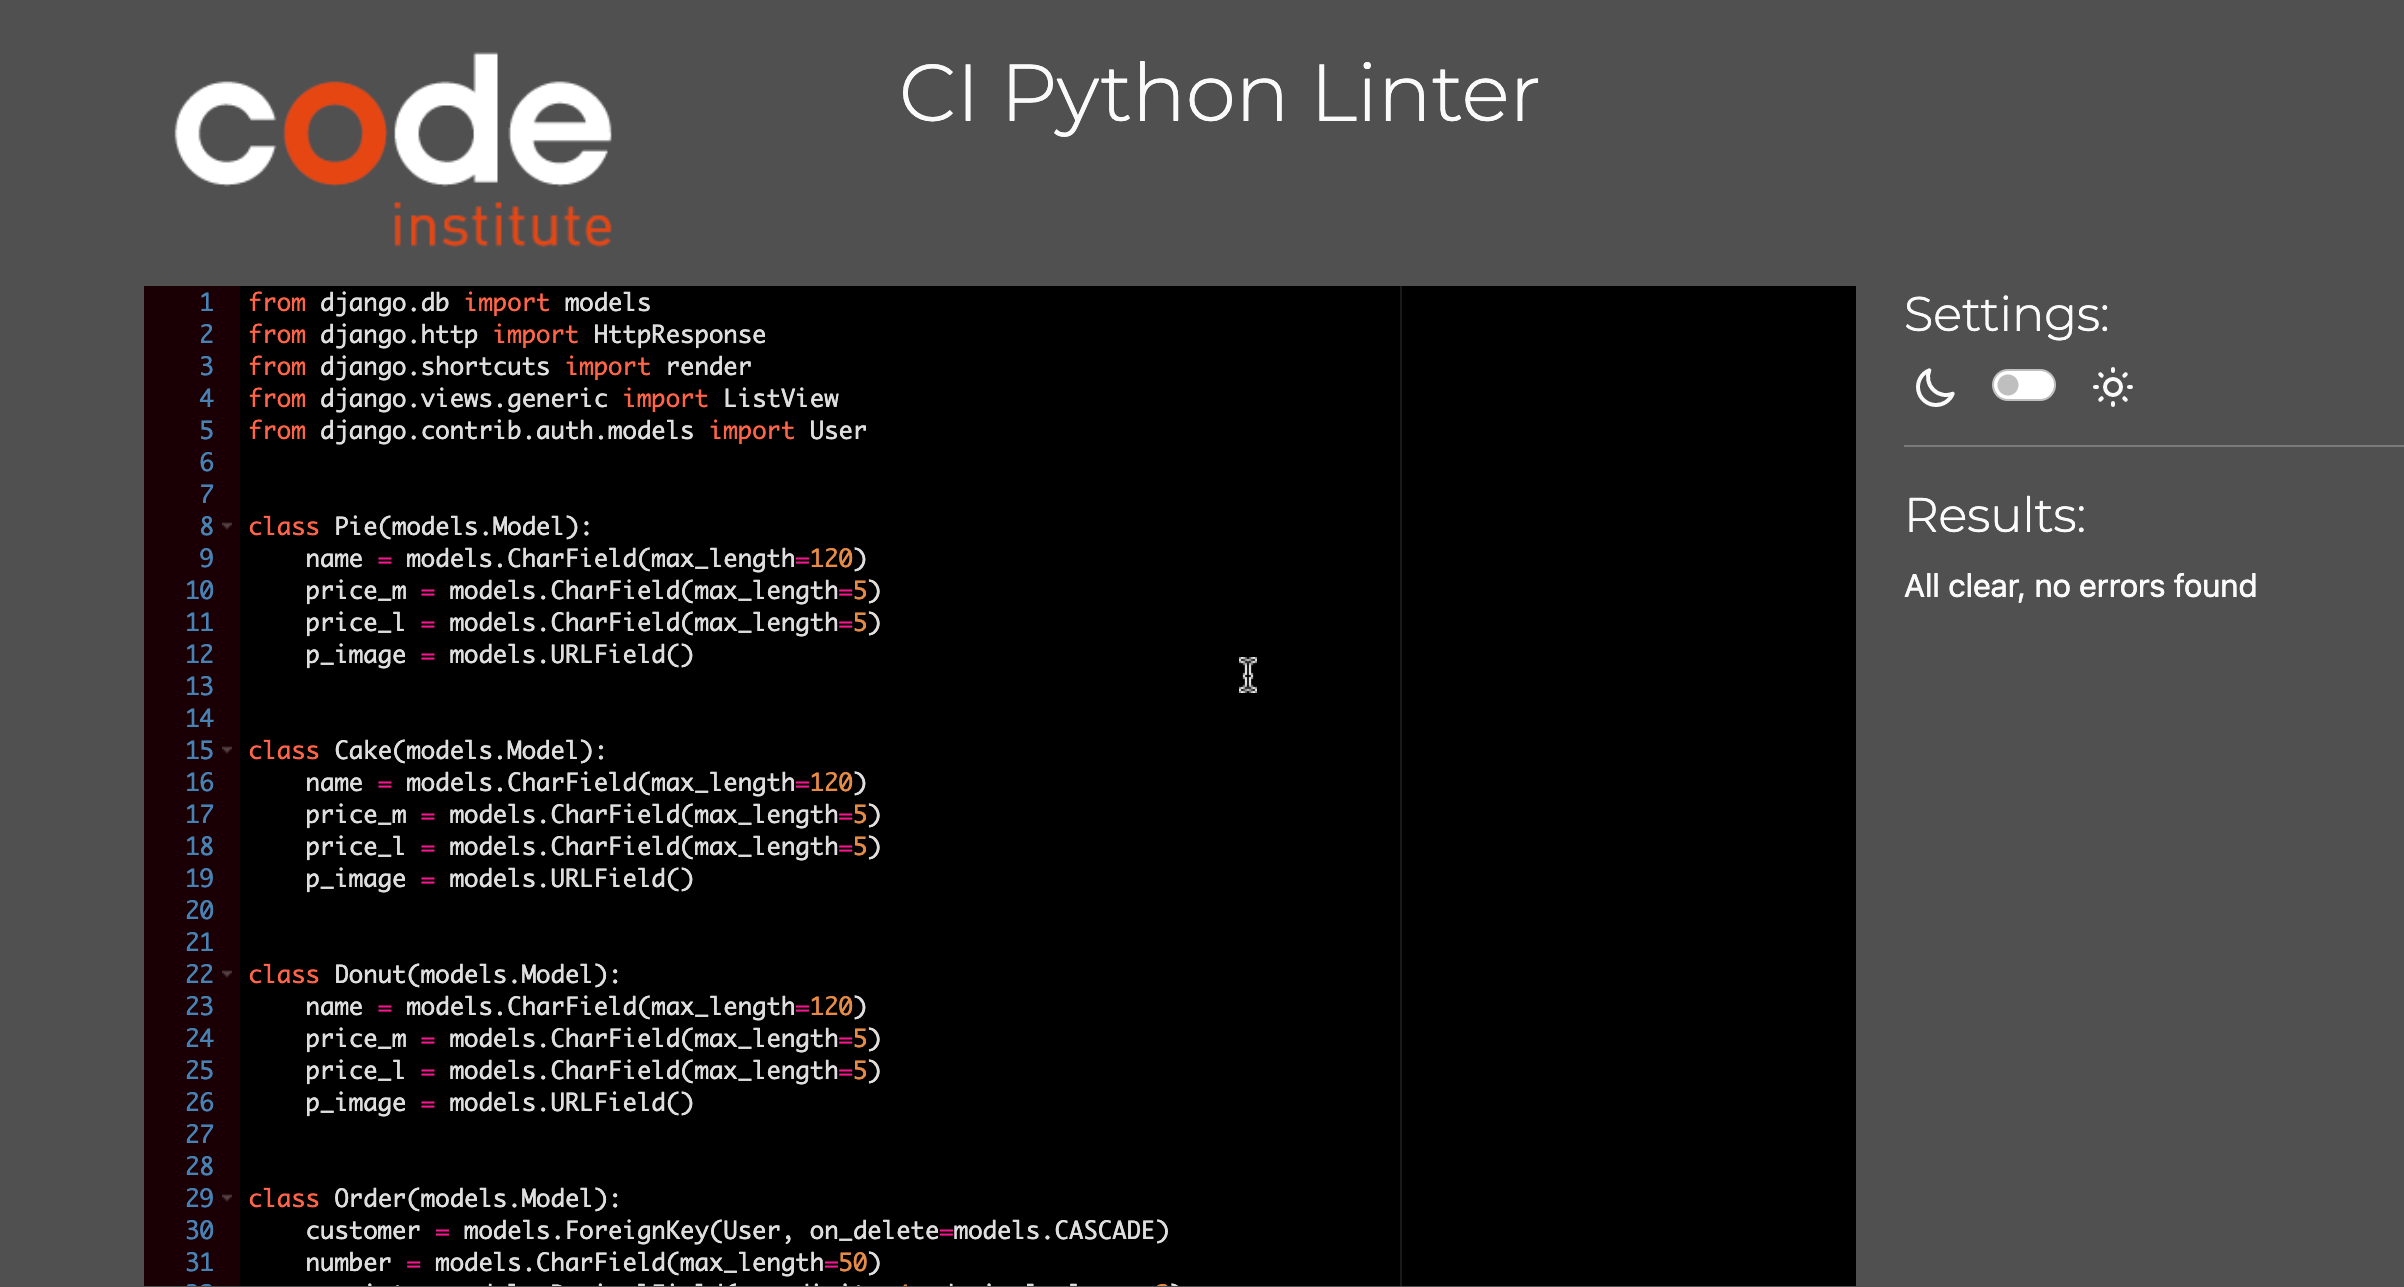 code
institute
CI Python Linter
1 from django.db import models
2 from django.http import HttpResponse
3 from django.shortcuts import render
4 from django.views.generic import ListView
5 from django.contrib.auth.models import User
6
7
8 class Pie(models.Model):
9     name = models.CharField(max_length=120)
10     price_m = models.CharField(max_length=5)
11     price_l = models.CharField(max_length=5)
12     p_image = models.URLField()
13
14
15 class Cake(models.Model):
16     name = models.CharField(max_length=120)
17     price_m = models.CharField(max_length=5)
18     price_l = models.CharField(max_length=5)
19     p_image = models.URLField()
20
21
22 class Donut(models.Model):
23     name = models.CharField(max_length=120)
24     price_m = models.CharField(max_length=5)
25     price_l = models.CharField(max_length=5)
26     p_image = models.URLField()
27
28
29 class Order(models.Model):
30     customer = models.ForeignKey(User, on_delete=models.CASCADE)
31     number = models.CharField(max_length=50)
Settings:
Results:
All clear, no errors found